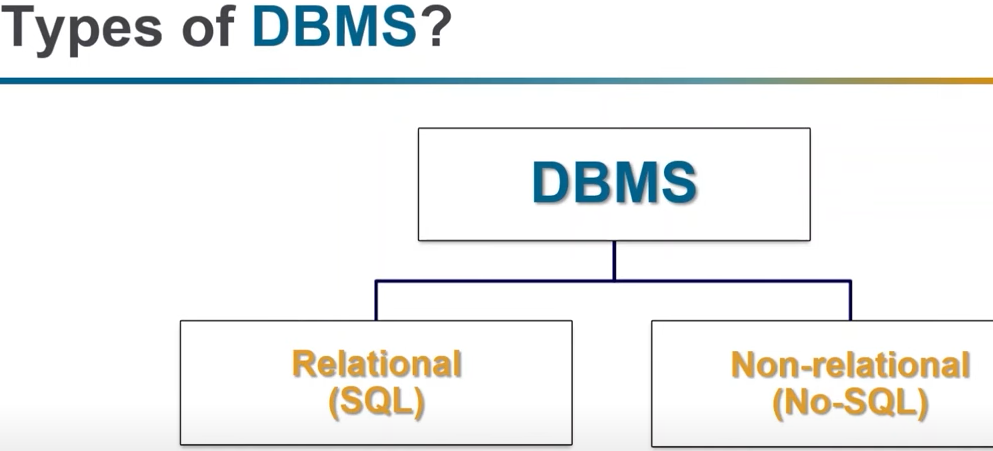 Types of DBMS?
DBMS
Relational
(SQL)
Non-relational
(No-SQL)